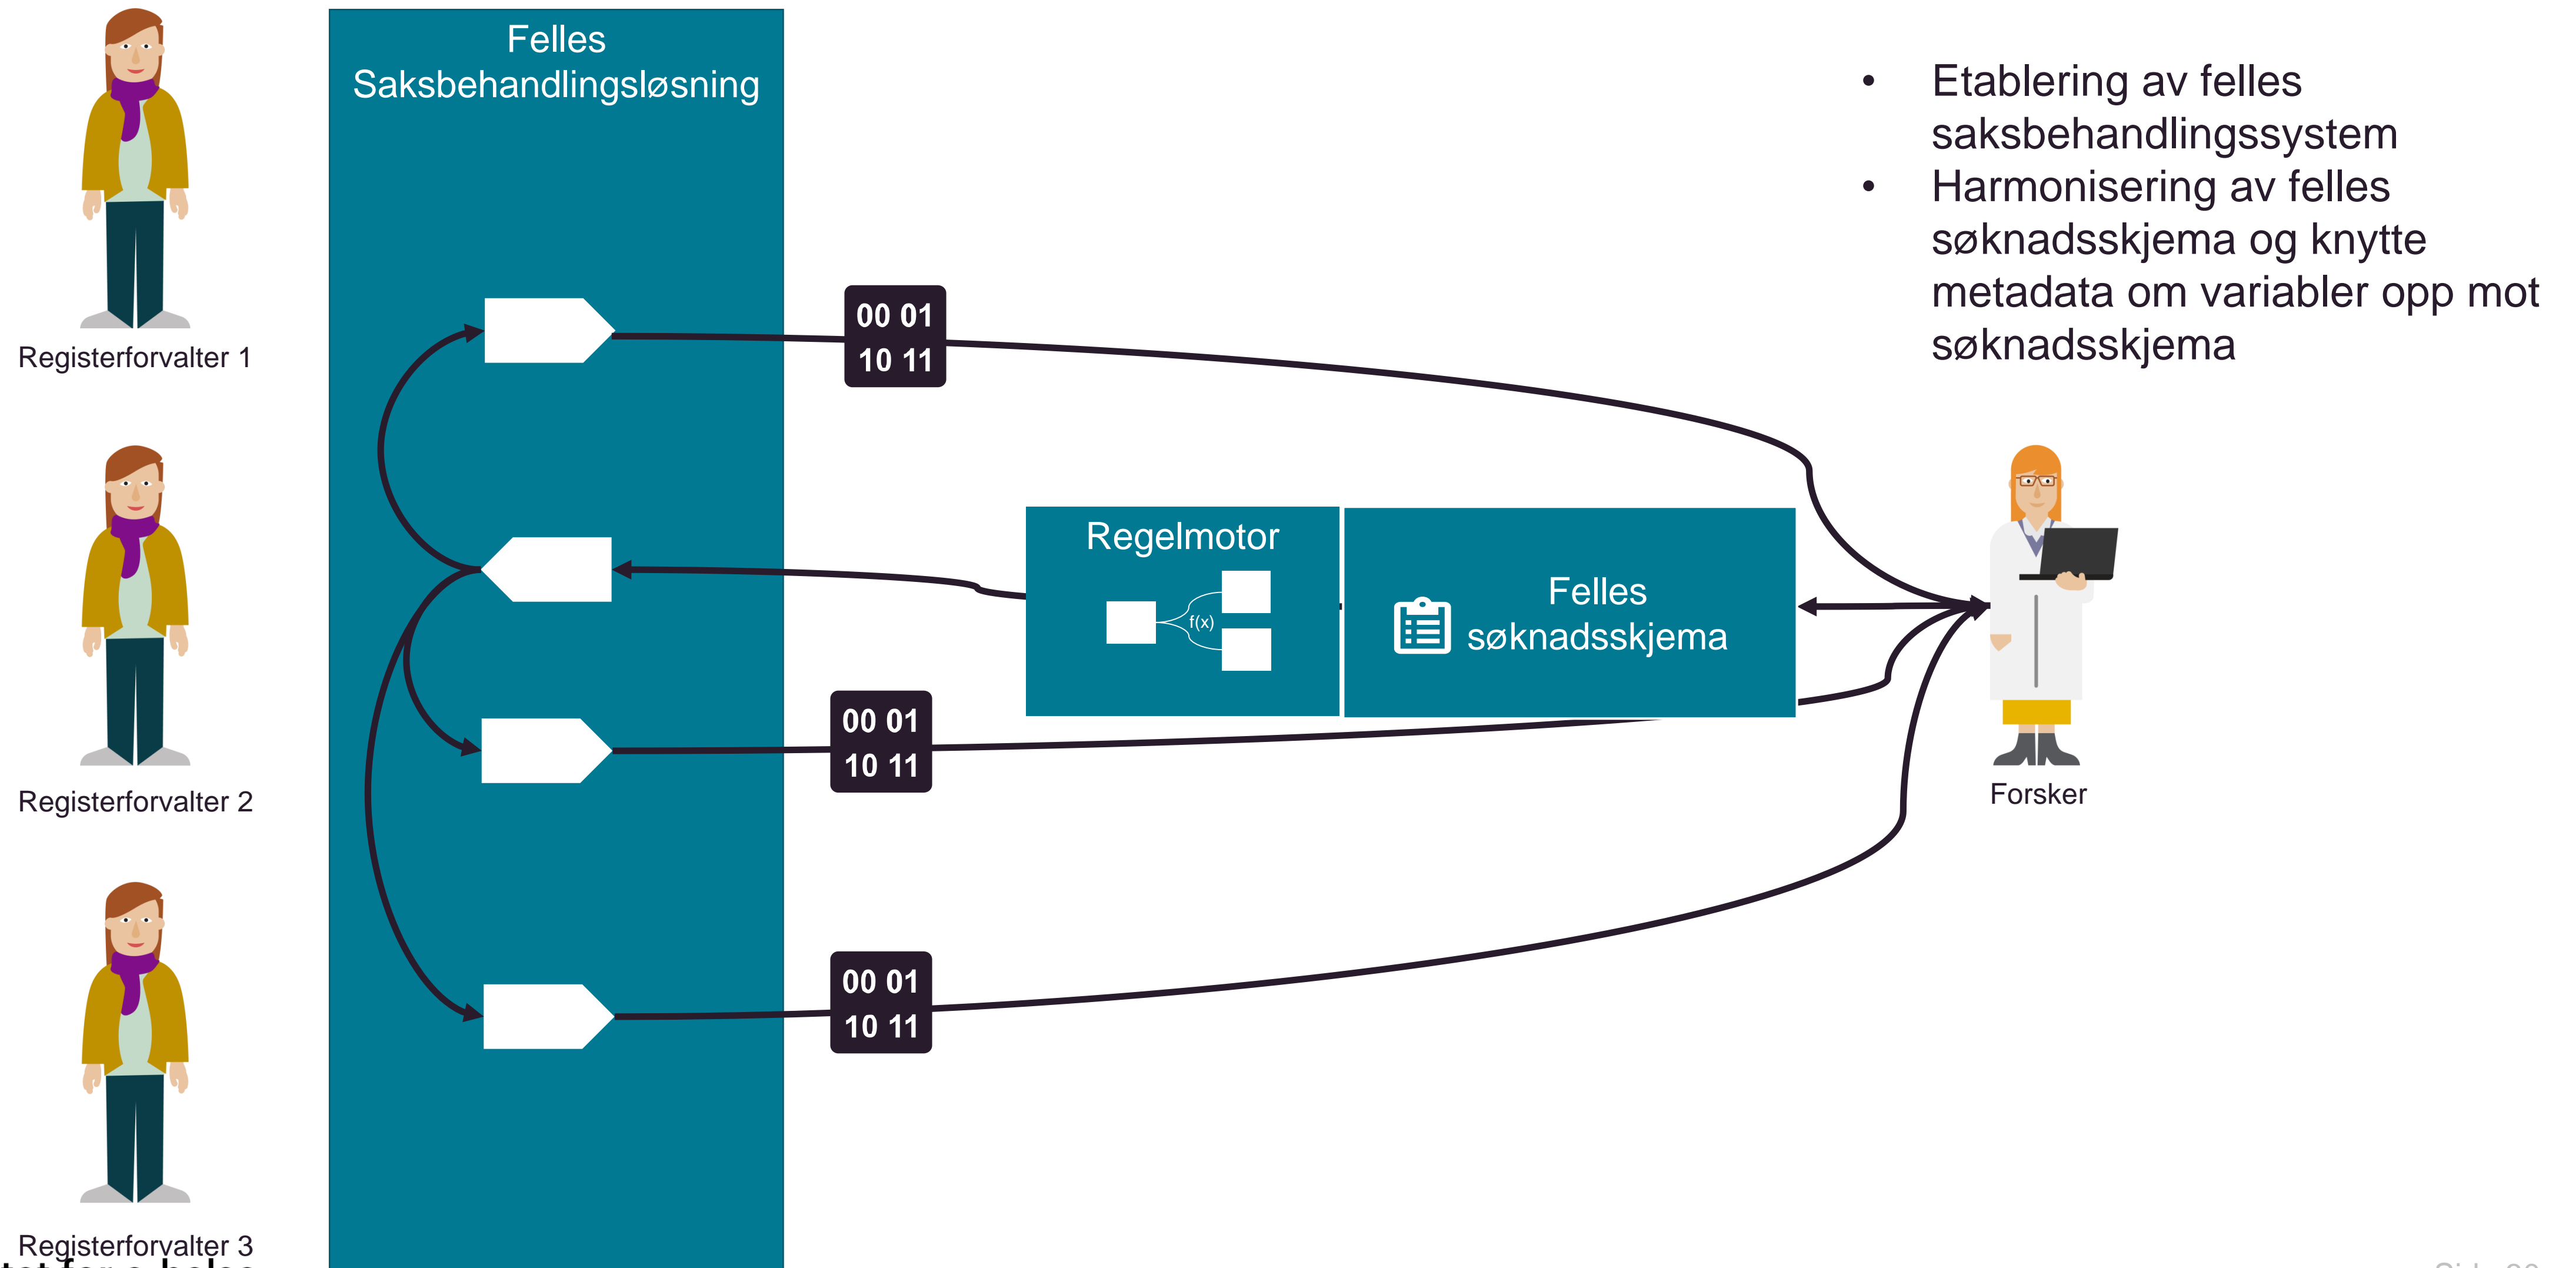 Felles
Saksbehandlingsløsning
• Etablering av felles
saksbehandlingssystem
• Harmonisering av felles
søknadsskjema og knytte
metadata om variabler opp mot
søknadsskjema
Registerforvalter 1
00 01
10 11
Regelmotor
f(x)
Felles
søknadsskjema
Registerforvalter 2
00 01
10 11
Forsker
00 01
10 11
Registerforvalter 3